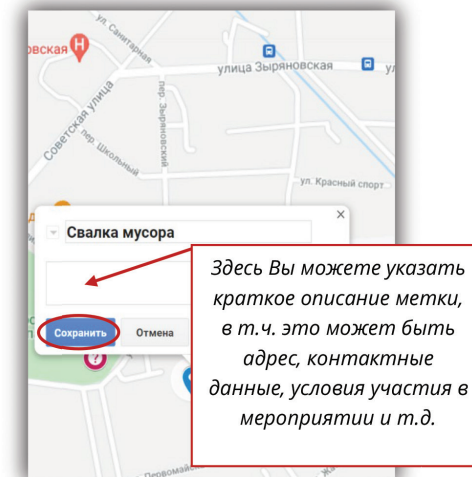 ул. Санитарная
овская
улица Зыряновская
Советская улица
пер. Зыряновский
пер. Школьный
ул. Красный спорт
Свалка мусора
Здесь Вы можете указать
краткое описание метки,
в т.ч. это может быть
адрес, контактные
данные, условия участия в
мероприятии и т.д.
Сохранить
Отмена
Первомайс